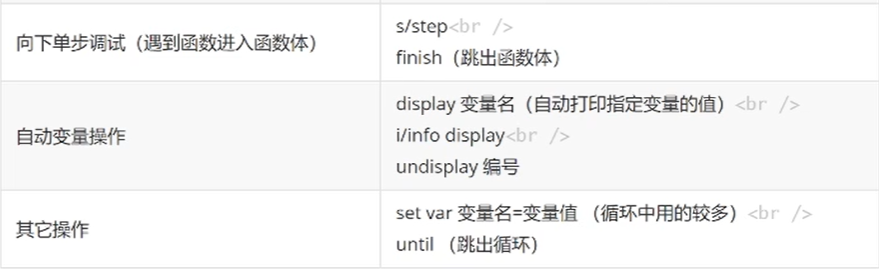 向下单步调试（遇到函数进入函数体）
s/step<br />
finish（跳出函数体）
自动变量操作
display 变量名（自动打印指定变量的值）<br />
i/info display<br />
undisplay 编号
其它操作
set var 变量名=变量值 （循环中用的较多）<br />
until （跳出循环）